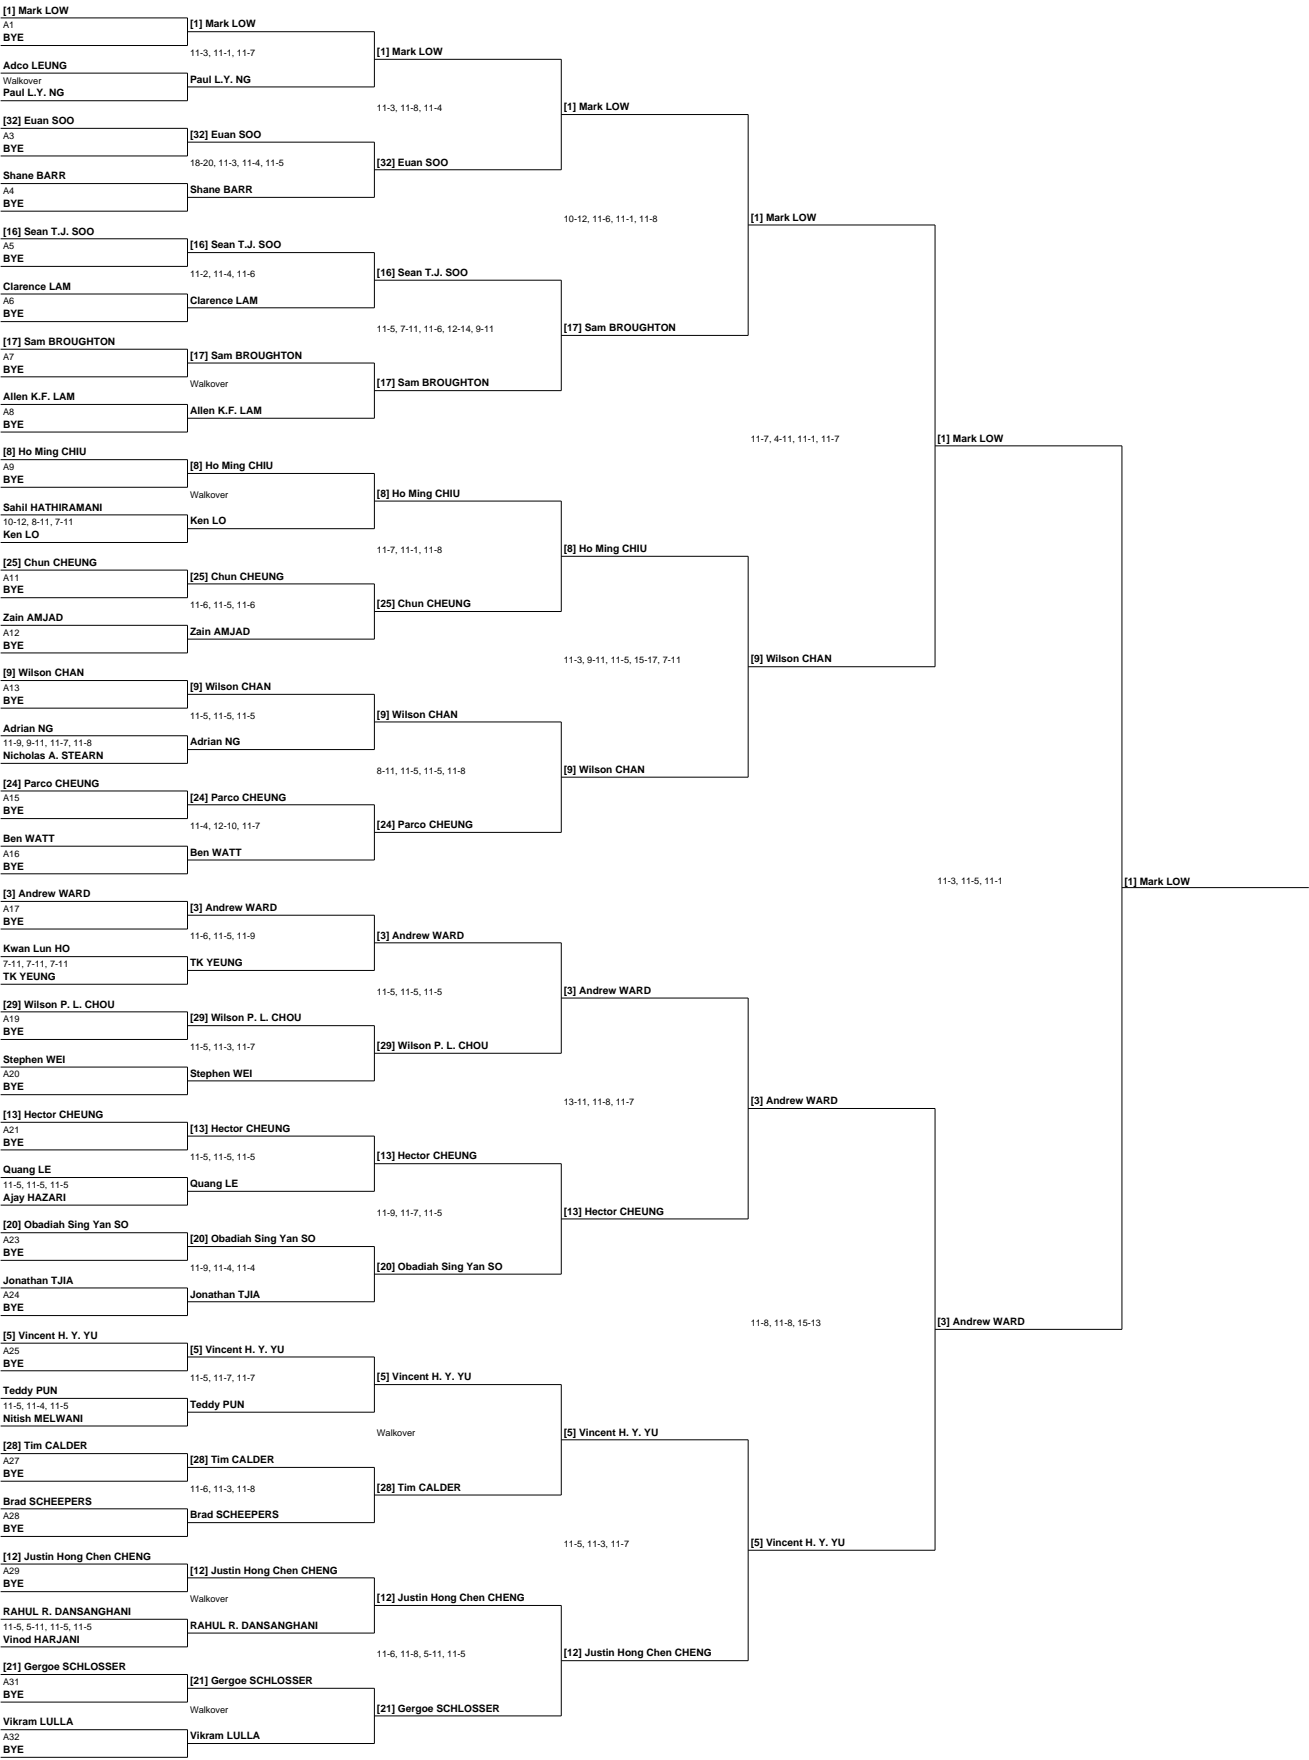 [1] Mark LOW
A1
BYE
Adco LEUNG
Walkover
Paul L.Y. NG
[32] Euan SOO
A3
BYE
Shane BARR
A4
BYE
[16] Sean T.J. SOO
A5
BYE
Clarence LAM
A6
BYE
[17] Sam BROUGHTON
A7
BYE
Allen K.F. LAM
A8
BYE
[8] Ho Ming CHIU
A9
BYE
Sahil HATHIRAMANI
10-12, 8-11, 7-11
Ken LO
[25] Chun CHEUNG
A11
BYE
Zain AMJAD
A12
BYE
[9] Wilson CHAN
A13
BYE
Adrian NG
11-9, 9-11, 11-7, 11-8
Nicholas A. STEARN
[24] Parco CHEUNG
A15
BYE
Ben WATT
A16
BYE
[3] Andrew WARD
A17
BYE
Kwan Lun HO
7-11, 7-11, 7-11
TK YEUNG
[29] Wilson P. L. CHOU
A19
BYE
Stephen WEI
A20
BYE
[13] Hector CHEUNG
A21
BYE
Quang LE
11-5, 11-5, 11-5
Ajay HAZARI
[20] Obadiah Sing Yan SO
A23
BYE
Jonathan TJIA
A24
BYE
[5] Vincent H. Y. YU
A25
BYE
Teddy PUN
11-5, 11-4, 11-5
Nitish MELWANI
[28] Tim CALDER
A27
BYE
Brad SCHEEPERS
A28
BYE
[12] Justin Hong Chen CHENG
A29
BYE
RAHUL R. DANSANGHANI
11-5, 5-11, 11-5, 11-5
Vinod HARJANI
[21] Gergoe SCHLOSSER
A31
BYE
Vikram LULLA
A32
BYE
[1] Mark LOW
11-3, 11-1, 11-7
Paul L.Y. NG
[32] Euan SOO
18-20, 11-3, 11-4, 11-5
Shane BARR
[16] Sean T.J. SOO
11-2, 11-4, 11-6
Clarence LAM
[17] Sam BROUGHTON
Walkover
Allen K.F. LAM
[8] Ho Ming CHIU
Walkover
Ken LO
[25] Chun CHEUNG
11-6, 11-5, 11-6
Zain AMJAD
[9] Wilson CHAN
11-5, 11-5, 11-5
Adrian NG
[24] Parco CHEUNG
11-4, 12-10, 11-7
Ben WATT
[3] Andrew WARD
11-6, 11-5, 11-9
TK YEUNG
[29] Wilson P. L. CHOU
11-5, 11-3, 11-7
Stephen WEI
[13] Hector CHEUNG
11-5, 11-5, 11-5
Quang LE
[20] Obadiah Sing Yan SO
11-9, 11-4, 11-4
Jonathan TJIA
[5] Vincent H. Y. YU
11-5, 11-7, 11-7
Teddy PUN
[28] Tim CALDER
11-6, 11-3, 11-8
Brad SCHEEPERS
[12] Justin Hong Chen CHENG
Walkover
RAHUL R. DANSANGHANI
[21] Gergoe SCHLOSSER
Walkover
Vikram LULLA
[1] Mark LOW
11-3, 11-8, 11-4
[32] Euan SOO
[16] Sean T.J. SOO
11-5, 7-11, 11-6, 12-14, 9-11
[17] Sam BROUGHTON
[8] Ho Ming CHIU
11-7, 11-1, 11-8
[25] Chun CHEUNG
[9] Wilson CHAN
8-11, 11-5, 11-5, 11-8
[24] Parco CHEUNG
[3] Andrew WARD
11-5, 11-5, 11-5
[29] Wilson P. L. CHOU
[13] Hector CHEUNG
11-9, 11-7, 11-5
[20] Obadiah Sing Yan SO
[5] Vincent H. Y. YU
Walkover
[28] Tim CALDER
[12] Justin Hong Chen CHENG
11-6, 11-8, 5-11, 11-5
[21] Gergoe SCHLOSSER
[1] Mark LOW
10-12, 11-6, 11-1, 11-8
[17] Sam BROUGHTON
[8] Ho Ming CHIU
11-3, 9-11, 11-5, 15-17, 7-11
[9] Wilson CHAN
[3] Andrew WARD
13-11, 11-8, 11-7
[13] Hector CHEUNG
[5] Vincent H. Y. YU
11-5, 11-3, 11-7
[12] Justin Hong Chen CHENG
[1] Mark LOW
11-7, 4-11, 11-1, 11-7
[9] Wilson CHAN
[3] Andrew WARD
11-8, 11-8, 15-13
[5] Vincent H. Y. YU
[1] Mark LOW
11-3, 11-5, 11-1
[3] Andrew WARD
[1] Mark LOW